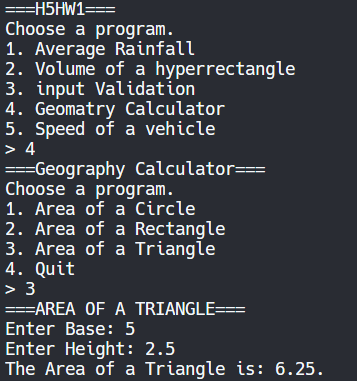 ===H5HW1===
Choose a program.
1. Average Rainfall
2. Volume of a hyperrectangle
3. input Validation
4. Geomatry Calculator
5. Speed of a vehicle
> 4
===Geography Calculator===
Choose a program.
1. Area of a Circle
2. Area of a Rectangle
3. Area of a Triangle
4. Quit
> 3
===AREA OF A TRIANGLE===
Enter Base: 5
Enter Height: 2.5
The Area of a Triangle is: 6.25.